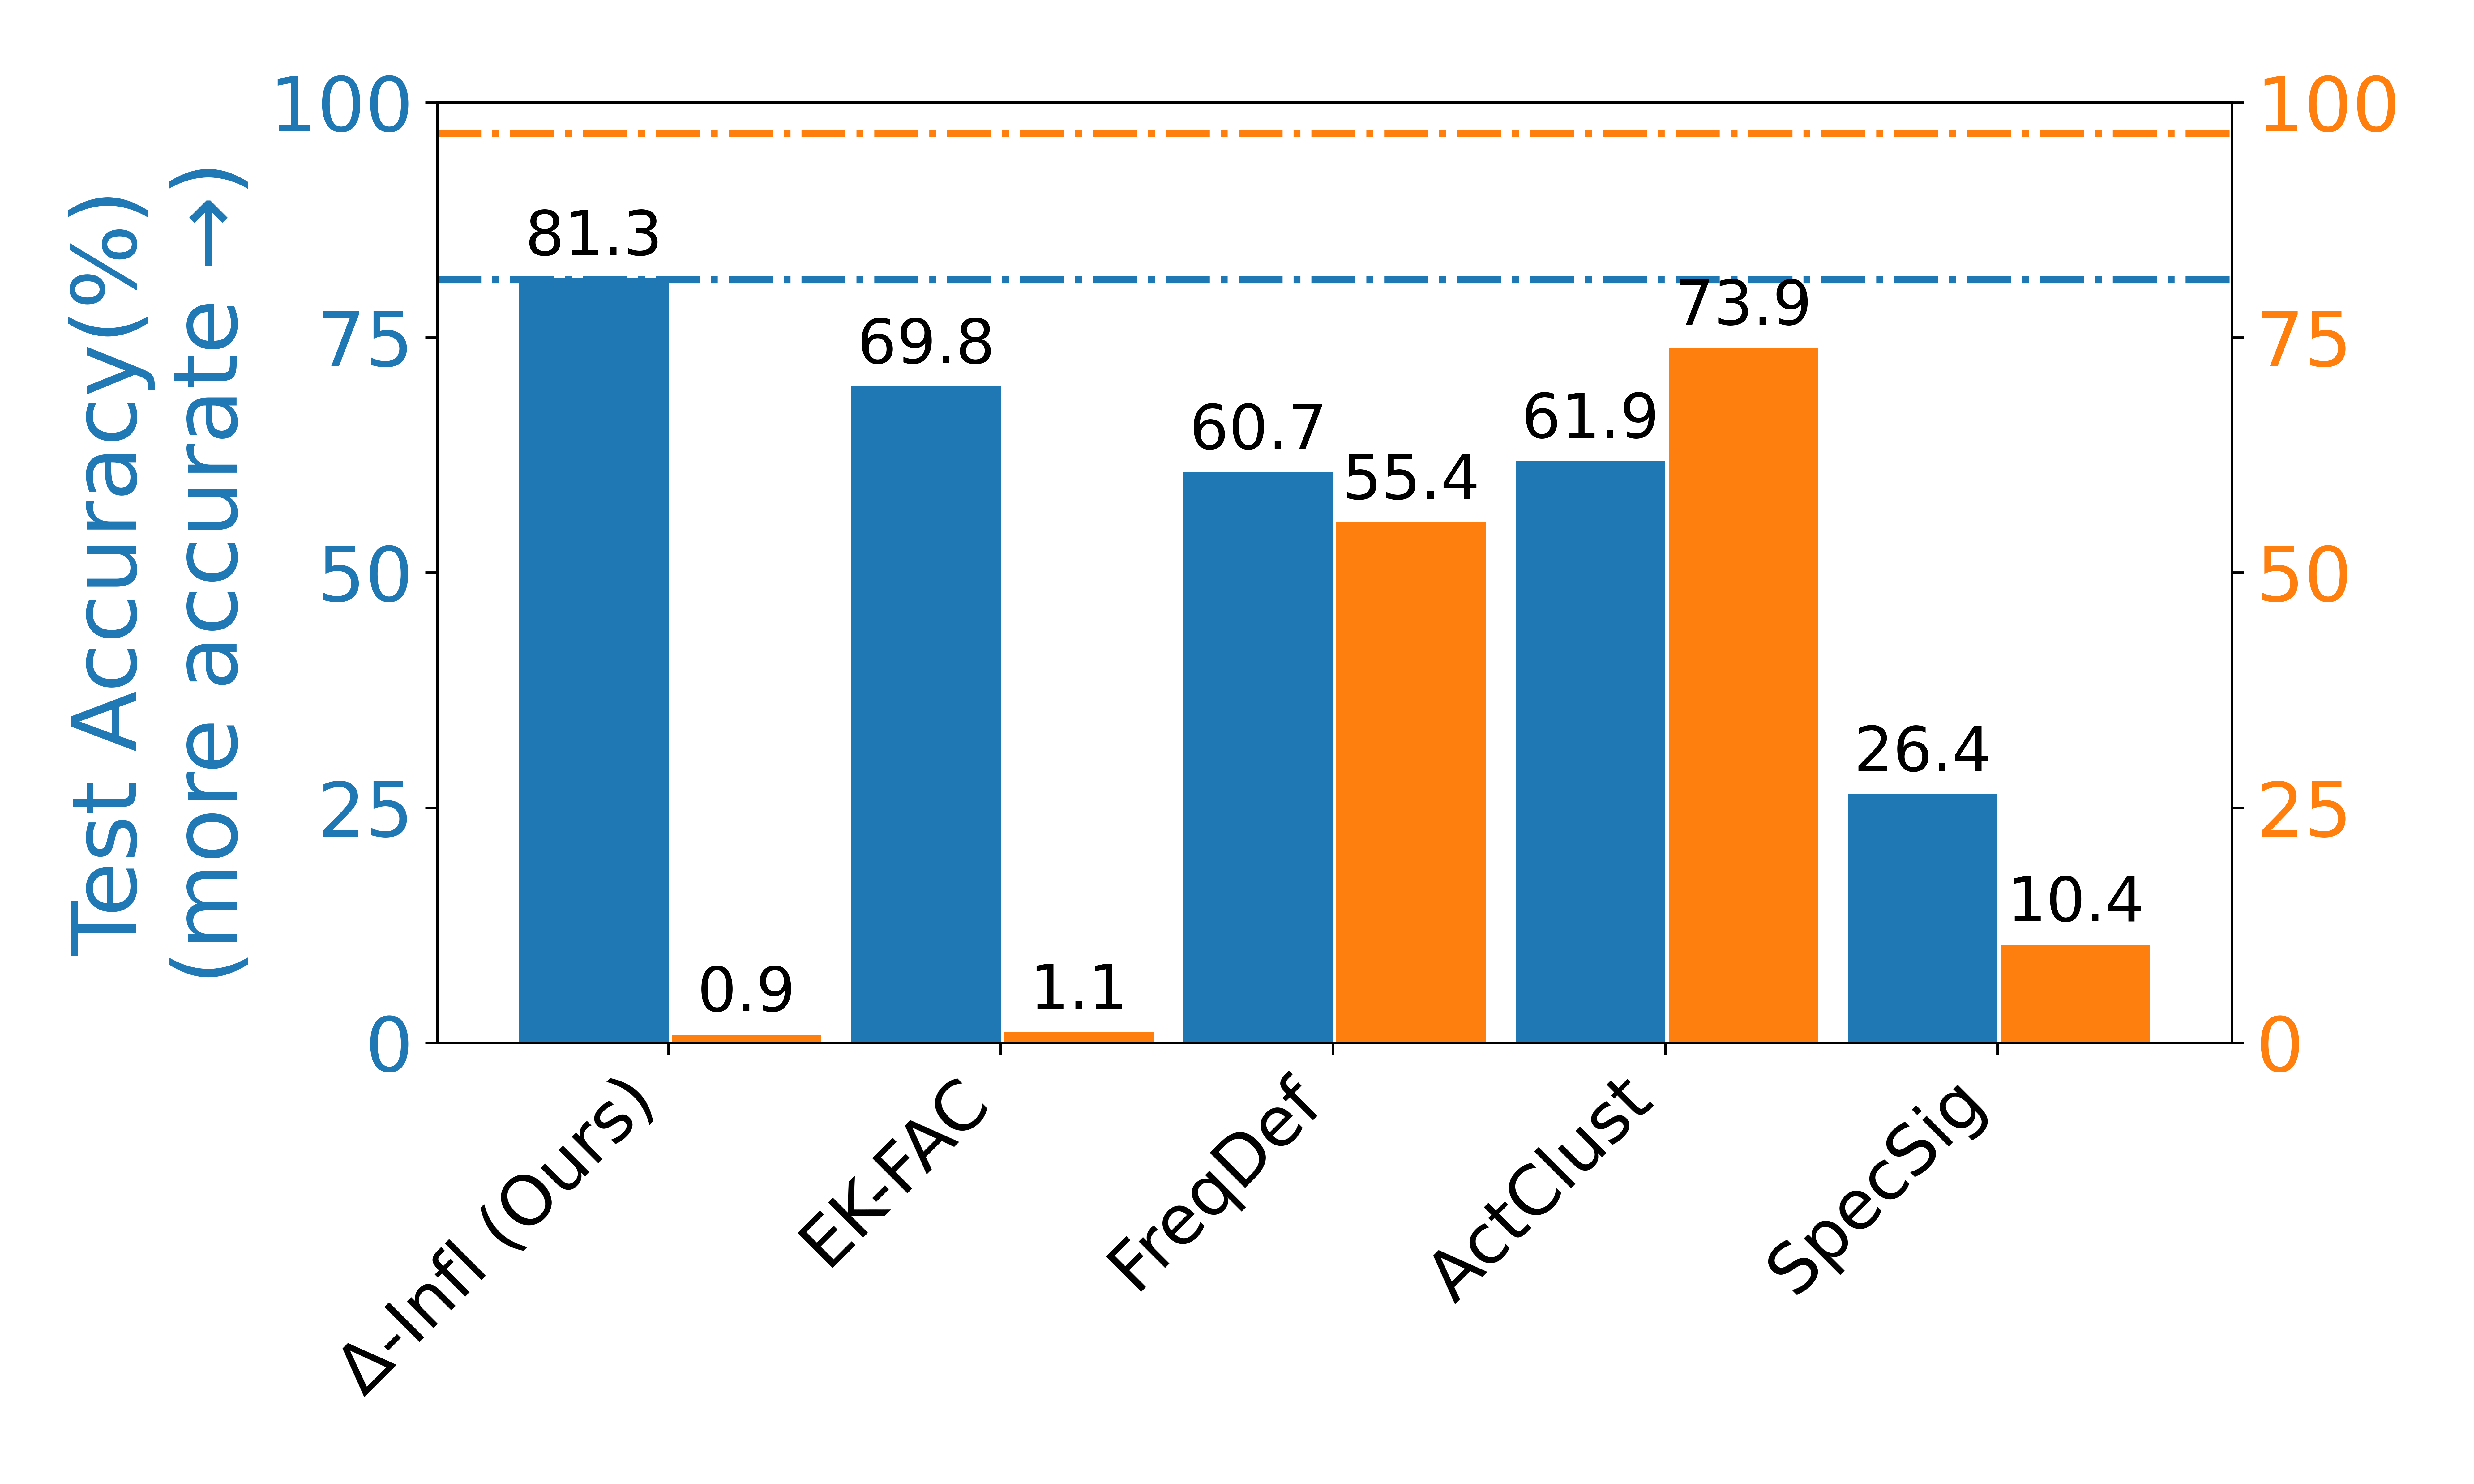 Test Accuracy(%)
(more accurate →)
100
75
50
25
0
100
75
50
25
0
81.3
0.9
69.8
1.1
60.7
55.4
61.9
73.9
26.4
10.4
Δ-Infl (Ours)
EK-FAC
FreqDef
ActClust
SpecSig